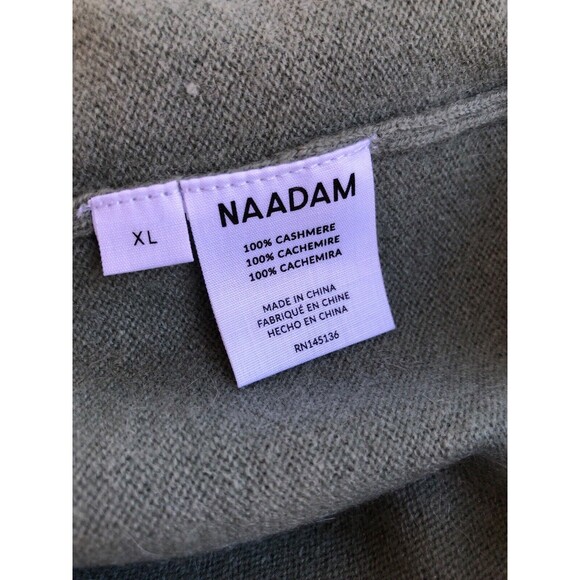 XL
NAADAM
100% CASHMERE
100% CACHEMIRE
100% CACHEMIRA
MADE IN CHINA
FABRIQUÉ EN CHINE
HECHO EN CHINA
RN145136